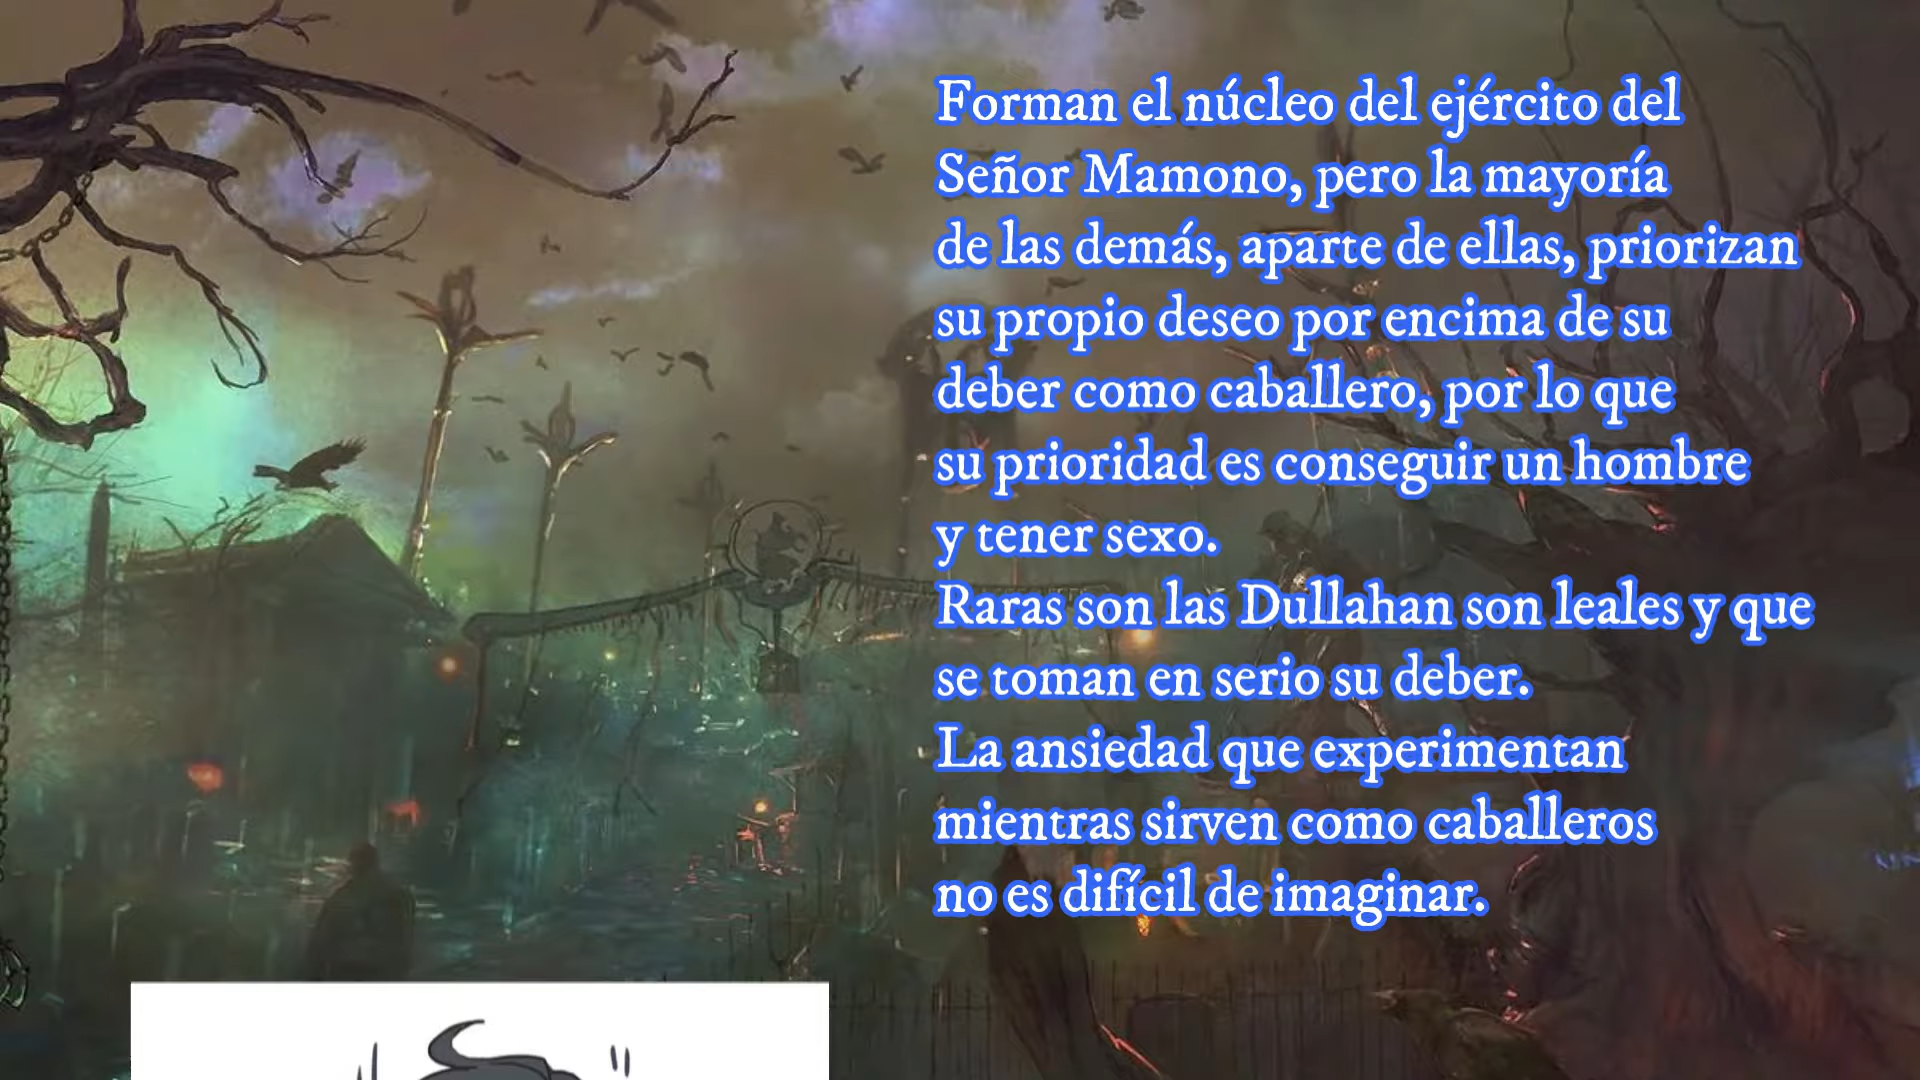 Forman el núcleo del ejército del
Señor Mamono, pero la mayoría
de las demás, aparte de ellas, priorizan
su propio deseo por encima de su
deber como caballero, por lo que
su prioridad es conseguir un hombre
y tener sexo.
Raras son las Dullahan son leales y que
se toman en serio su deber.
La ansiedad que experimentan
mientras sirven como caballeros
no es difícil de imaginar.